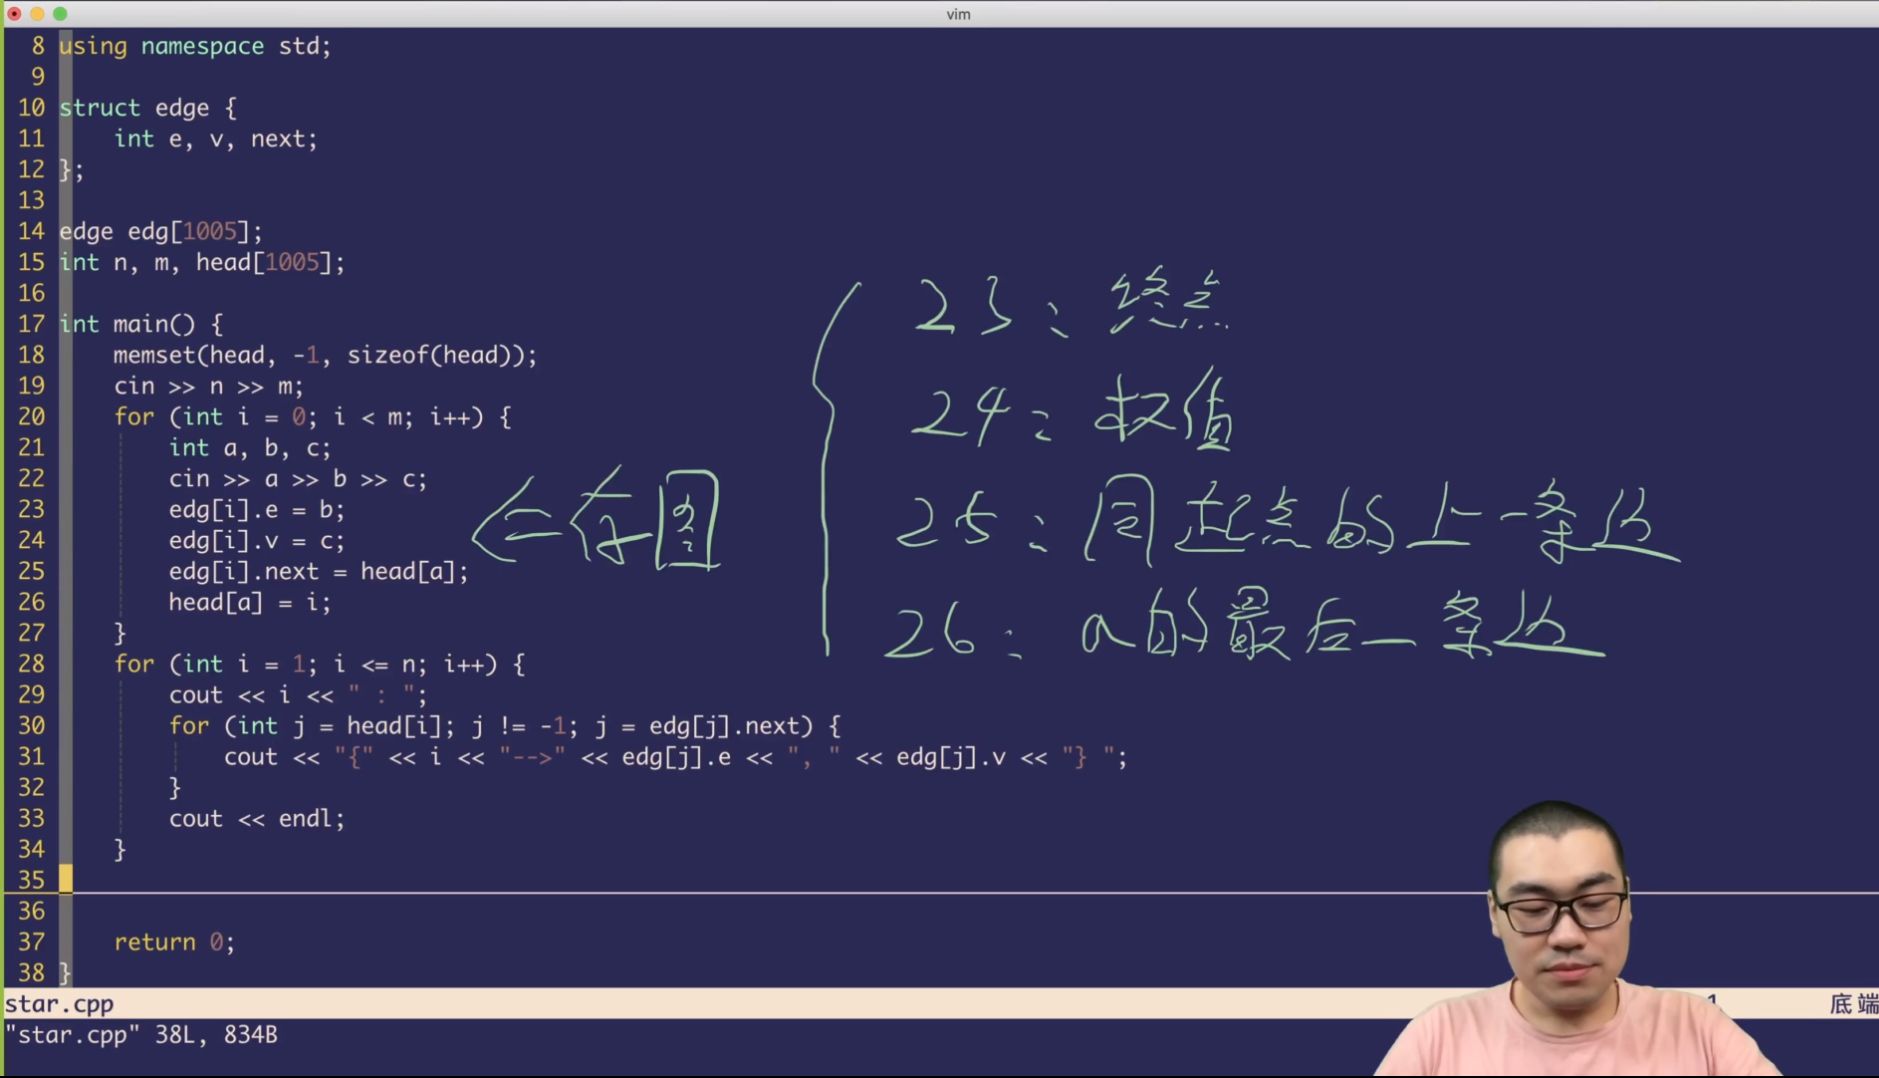 vim
8 using namespace std;
9
10 struct edge {
11     int e, v, next;
12 };
13
14 edge edg[1005];
15 int n, m, head[1005];
16
17 int main() {
18     memset(head, -1, sizeof(head));
19     cin >> n >> m;
20     for (int i = 0; i < m; i++) {
21         int a, b, c;
22         cin >> a >> b >> c;
23         edg[i].e = b;
24         edg[i].v = c;
25         edg[i].next = head[a];
26         head[a] = i;
27     }
28     for (int i = 1; i <= n; i++) {
29         cout << i << " : ";
30         for (int j = head[i]; j != -1; j = edg[j].next) {
31             cout << "{" << i << "-->" << edg[j].e << ", " << edg[j].v << "} ";
32         }
33         cout << endl;
34     }
35
36
37     return 0;
38 }
存图
23: 终点
24: 权值
25: 同起点的上一条边
26: a的最后一条边
star.cpp
底端
"star.cpp" 38L, 834B